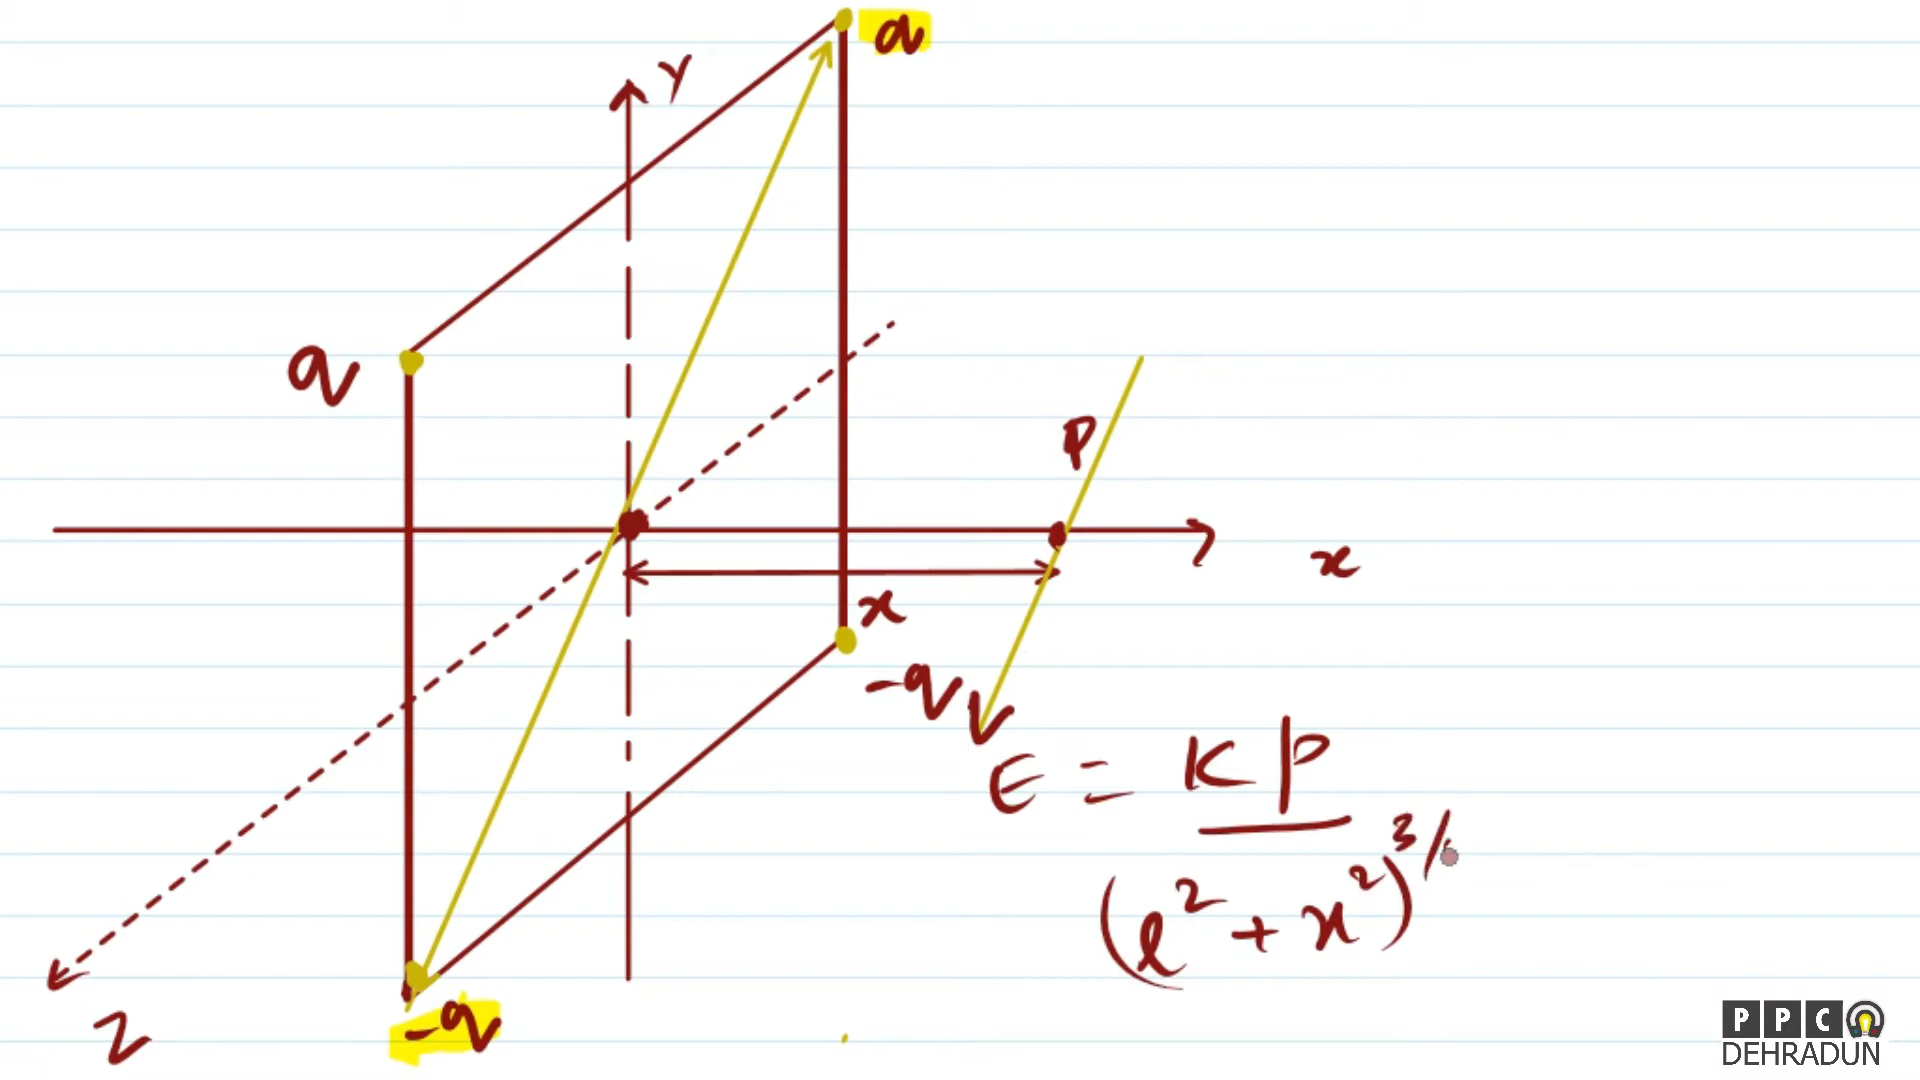 a
Y
q
P
x
x
-q
E = KP
(l² + x²)^3/
Z
-q
PPC
DEHRADUN